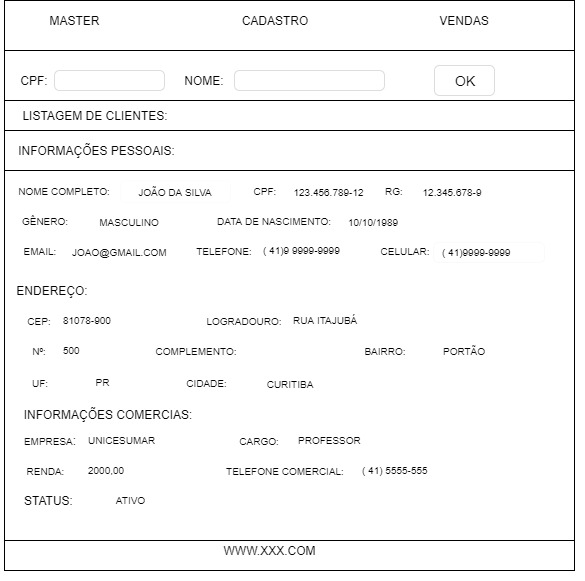 MASTER CADASTRO VENDAS
CPF: NOME: OK
LISTAGEM DE CLIENTES:
INFORMAÇÕES PESSOAIS:
NOME COMPLETO: JOÃO DA SILVA CPF: 123.456.789-12 RG: 12.345.678-9
GÊNERO: MASCULINO DATA DE NASCIMENTO: 10/10/1989
EMAIL: JOAO@GMAIL.COM TELEFONE: ( 41)9 9999-9999 CELULAR: ( 41)9999-9999
ENDEREÇO:
CEP: 81078-900 LOGRADOURO: RUA ITAJUBÁ
Nº: 500 COMPLEMENTO: BAIRRO: PORTÃO
UF: PR CIDADE: CURITIBA
INFORMAÇÕES COMERCIAS:
EMPRESA: UNICESUMAR CARGO: PROFESSOR
RENDA: 2000,00 TELEFONE COMERCIAL: ( 41) 5555-555
STATUS: ATIVO
WWW.XXX.COM